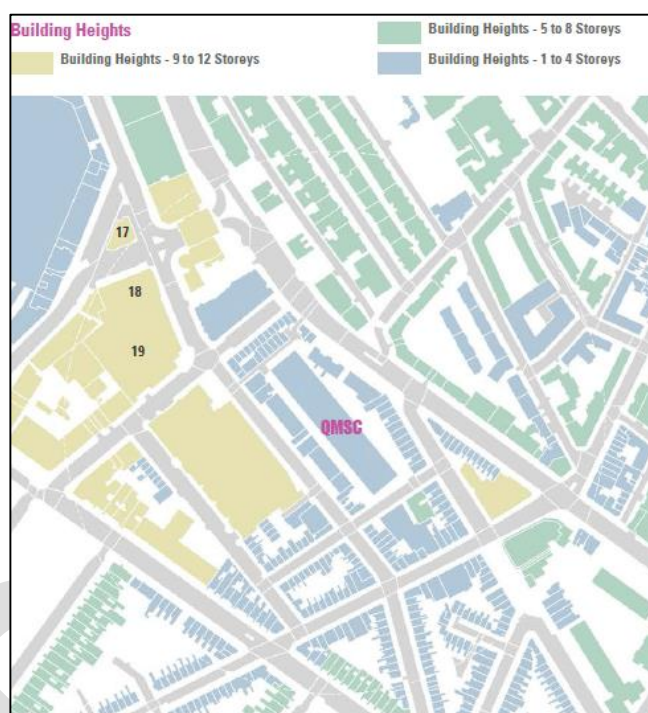 Building Heights
Building Heights - 5 to 8 Storeys
Building Heights - 9 to 12 Storeys
Building Heights - 1 to 4 Storeys
17
18
19
QMSC